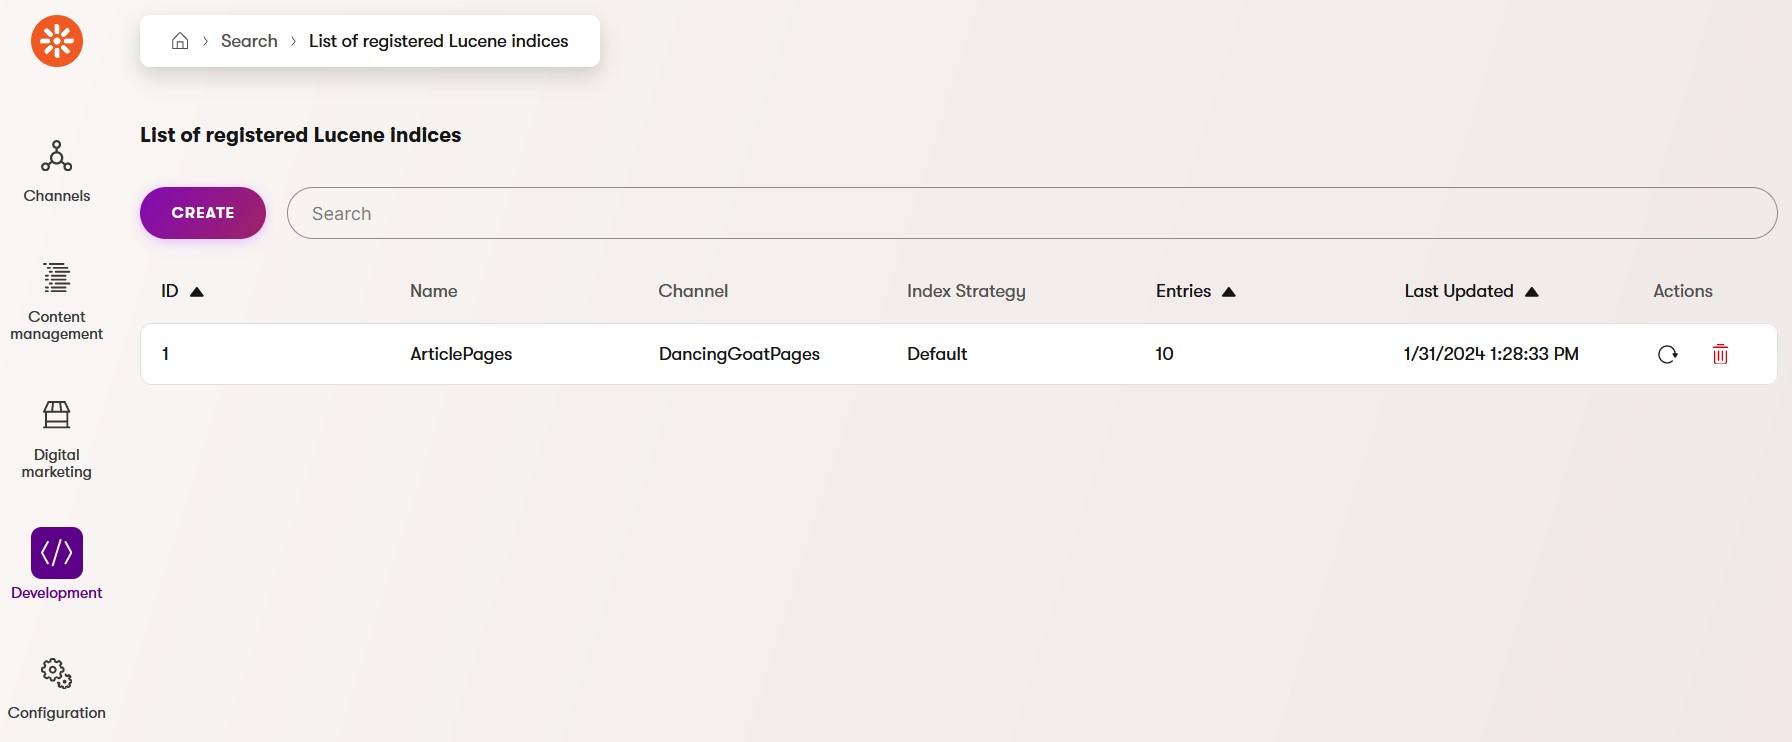 Search
List of registered Lucene indices
List of registered Lucene indices
CREATE
Search
ID
Name
Channel
Index Strategy
Entries
Last Updated
Actions
1
ArticlePages
DancingGoatPages
Default
10
1/31/2024 1:28:33 PM
Channels
Content
management
Digital
marketing
Development
Configuration